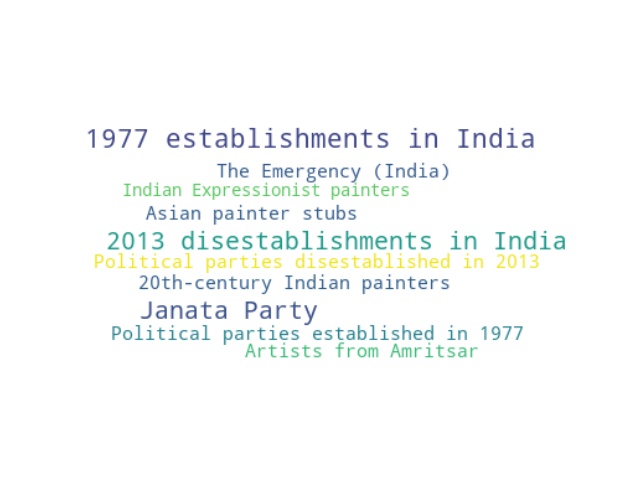 1977 establishments in India
The Emergency (India)
Indian Expressionist painters
Asian painter stubs
2013 disestablishments in India
Political parties disestablished in 2013
20th-century Indian painters
Janata Party
Political parties established in 1977
Artists from Amritsar